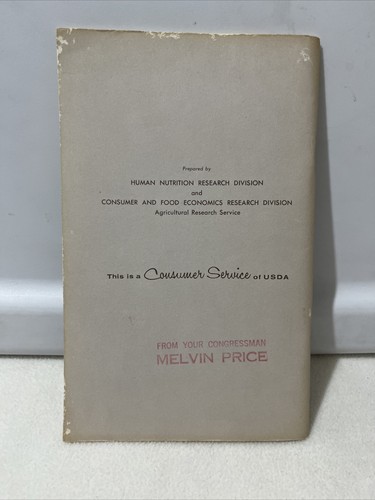 Prepared by
HUMAN NUTRITION RESEARCH DIVISION
and
CONSUMER AND FOOD ECONOMICS RESEARCH DIVISION
Agricultural Research Service
This is a Consumer Service of USDA
FROM YOUR CONGRESSMAN
MELVIN PRICE